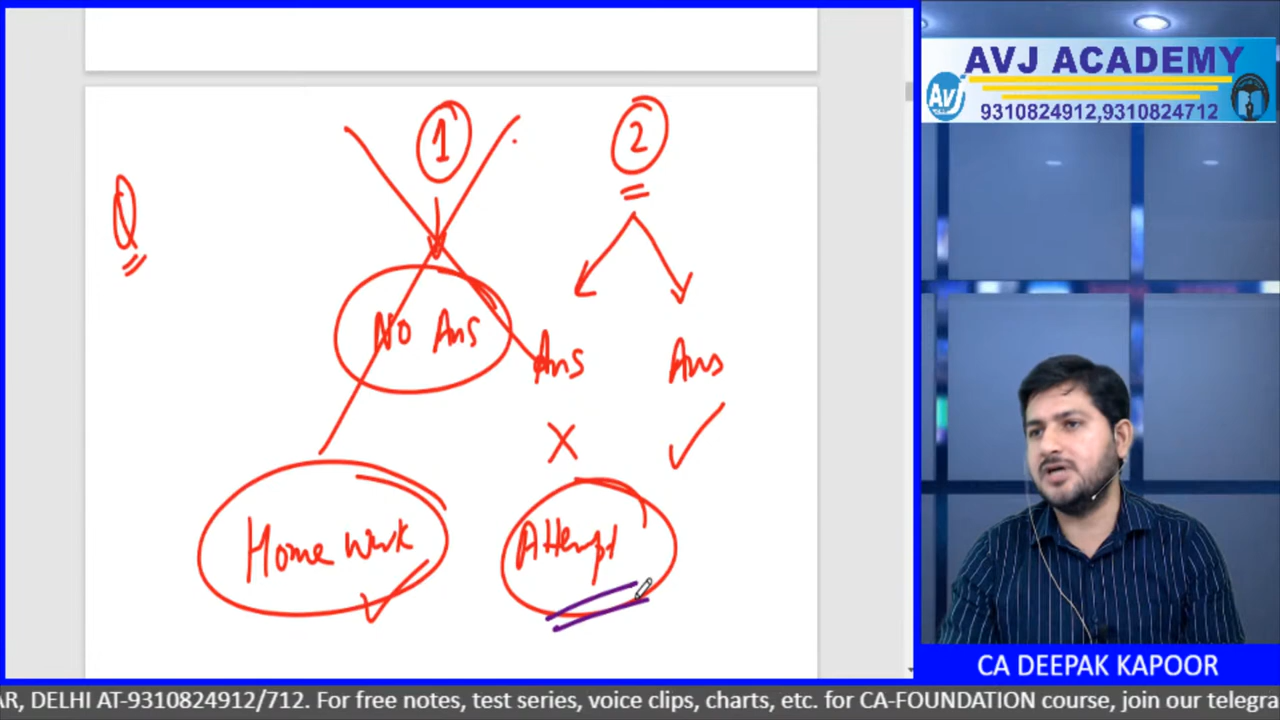 AVJ ACADEMY
AVJ
9310824912,9310824712
1
2
Q
No Ans
Ans
Ans
Home Work
Attempt
CA DEEPAK KAPOOR
AR, DELHI AT-9310824912/712. For free notes, test series, voice clips, charts, etc. for CA-FOUNDATION course, join our telegra